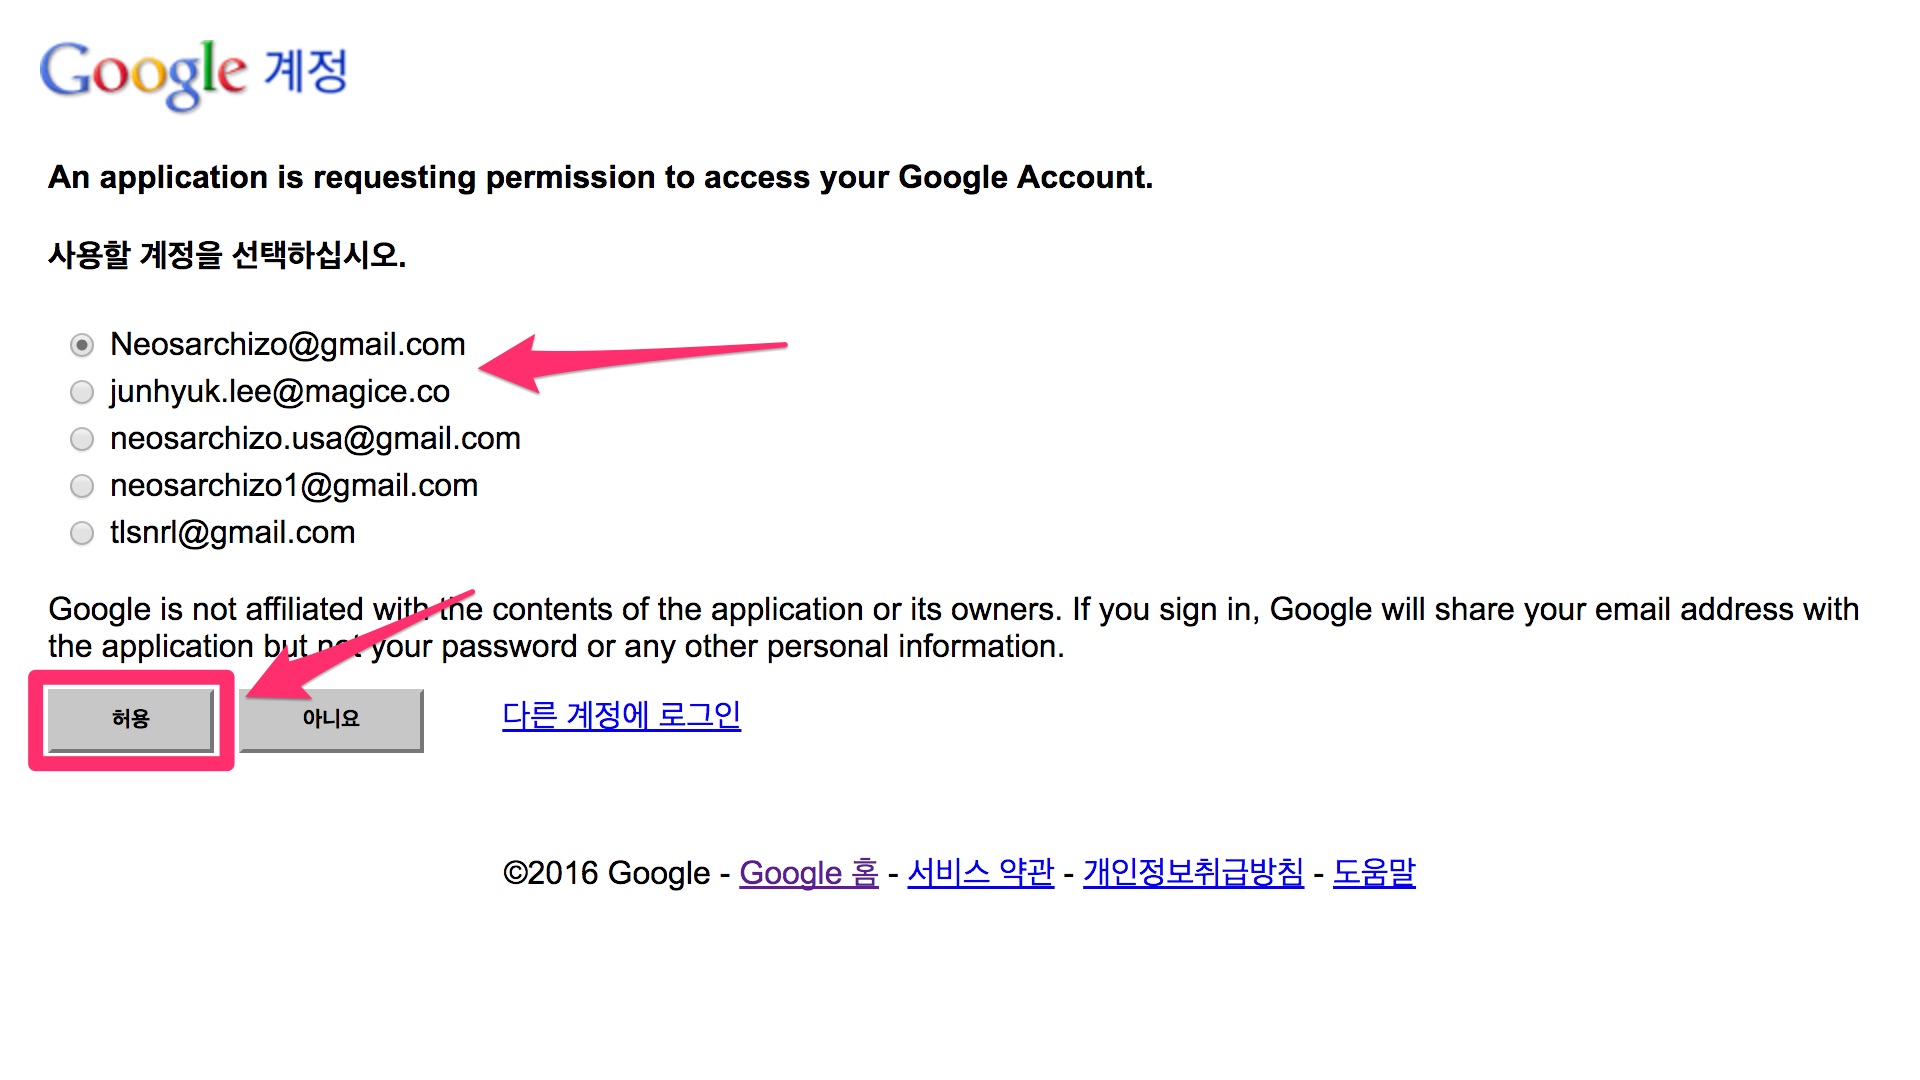 Google 계정
An application is requesting permission to access your Google Account.
사용할 계정을 선택하십시오.
Neosarchizo@gmail.com
junhyuk.lee@magice.co
neosarchizo.usa@gmail.com
neosarchizo1@gmail.com
tlsnrl@gmail.com
Google is not affiliated with the contents of the application or its owners. If you sign in, Google will share your email address with
the application but not your password or any other personal information.
허용 아니요 다른 계정에 로그인
©2016 Google - Google 홈 - 서비스 약관 - 개인정보취급방침 - 도움말